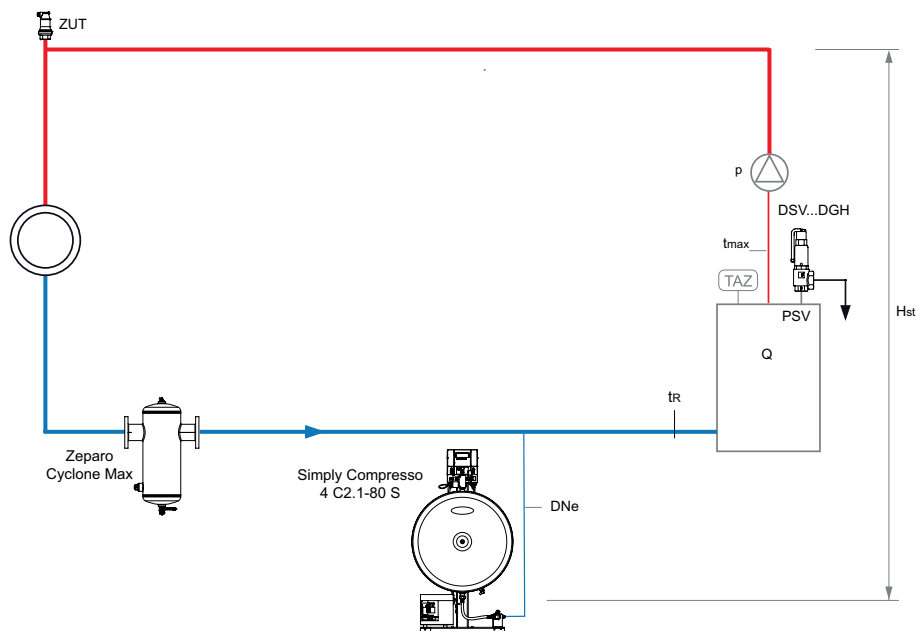 ZUT
p
DSV...DGH
tmax
TAZ
PSV
Hst
Q
tR
Zeparo
Cyclone Max
Simply Compresso
4 C2.1-80 S
DNe